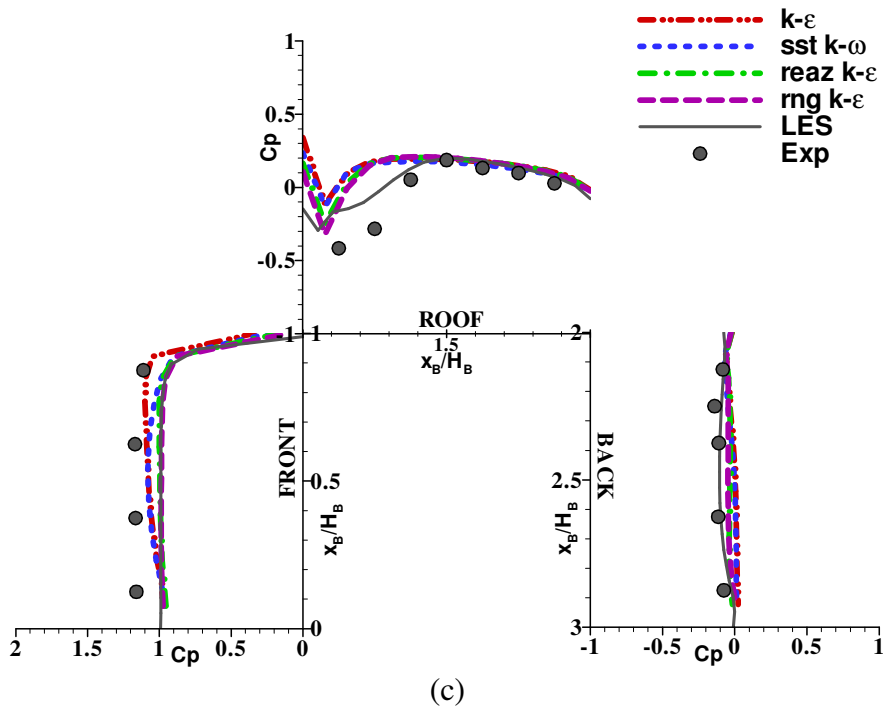 k-ε
sst k-ω
reaz k-ε
rng k-ε
LES
Exp
1
0.5
0
-0.5
Cp
ROOF
1.5
x_B/H_B
1
1
0.5
0
FRONT
x_B/H_B
2
1.5
1
0.5
0
Cp
2
2.5
3
BACK
x_B/H_B
-1
-0.5
0
0.5
1
Cp
(c)